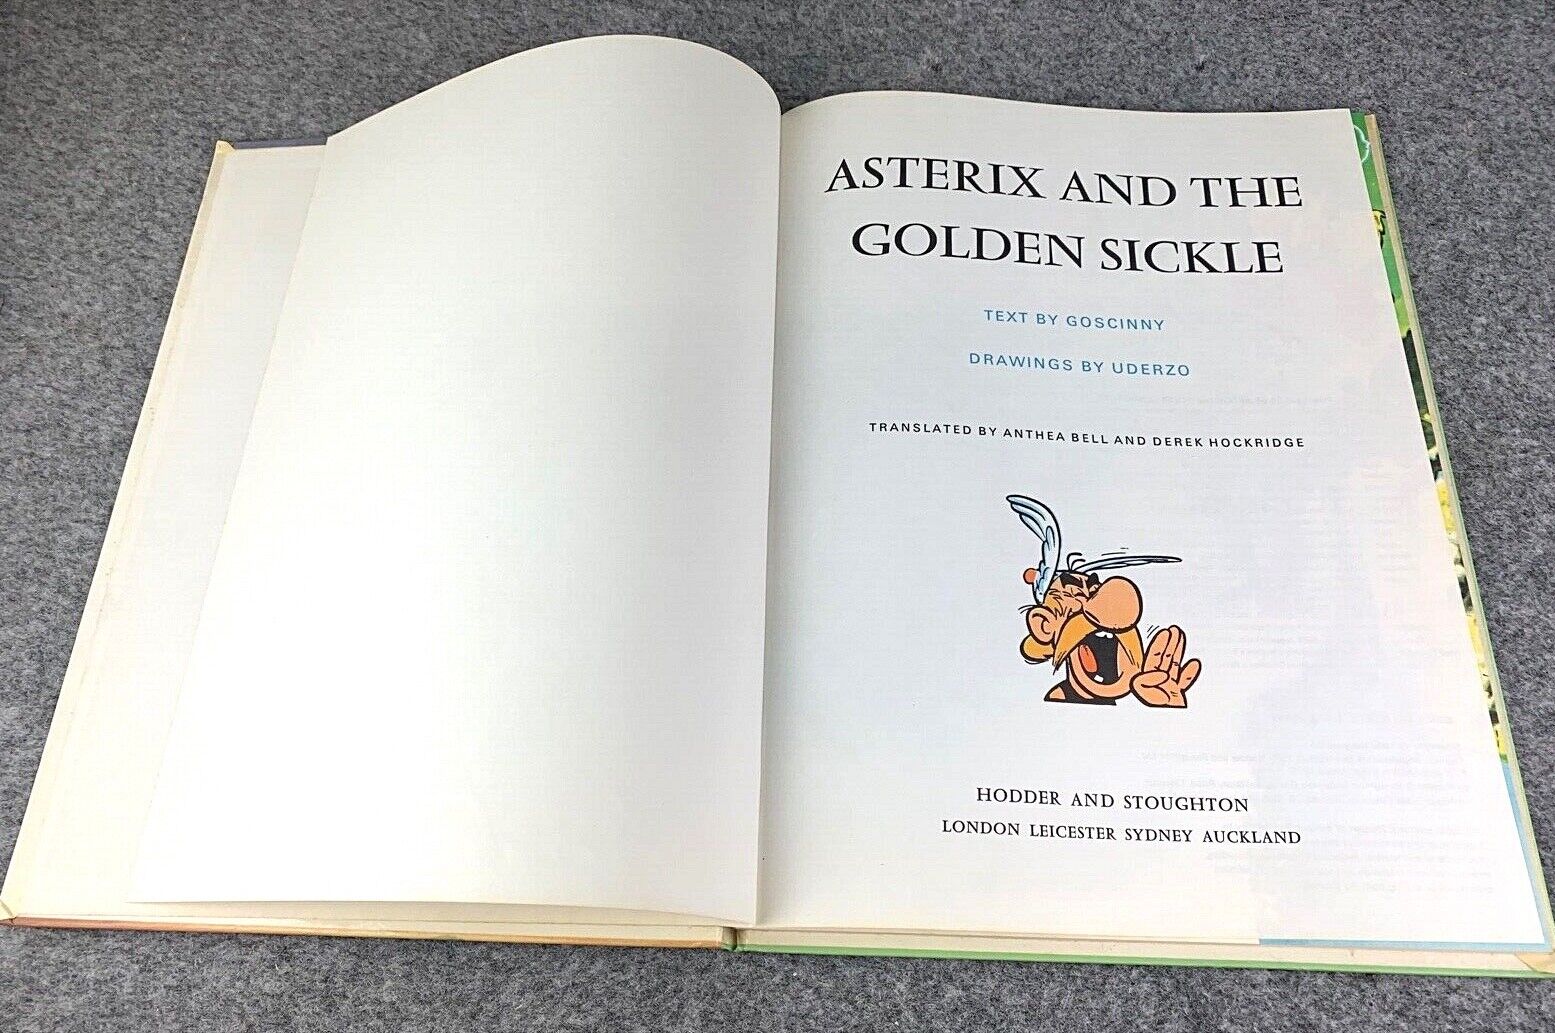 ASTERIX AND THE
GOLDEN SICKLE
TEXT BY GOSCINNY
DRAWINGS BY UDERZO
TRANSLATED BY ANTHEA BELL AND DEREK HOCKRIDGE
HODDER AND STOUGHTON
LONDON LEICESTER SYDNEY AUCKLAND